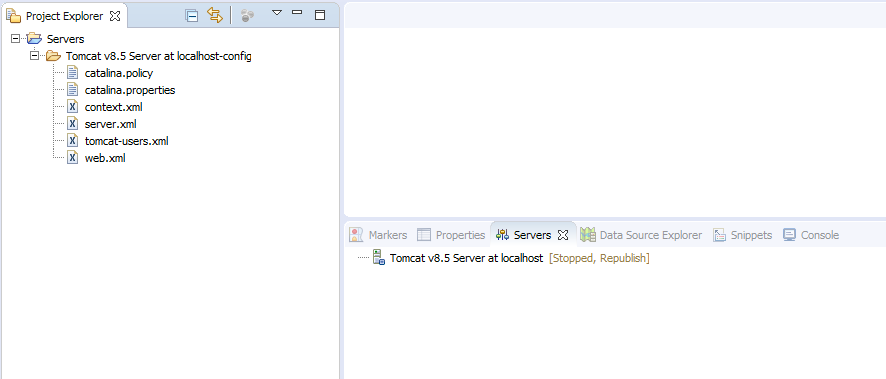 Project Explorer
Servers
Tomcat v8.5 Server at localhost-config
catalina.policy
catalina.properties
context.xml
server.xml
tomcat-users.xml
web.xml
Markers Properties Servers Data Source Explorer Snippets Console
Tomcat v8.5 Server at localhost [Stopped, Republish]